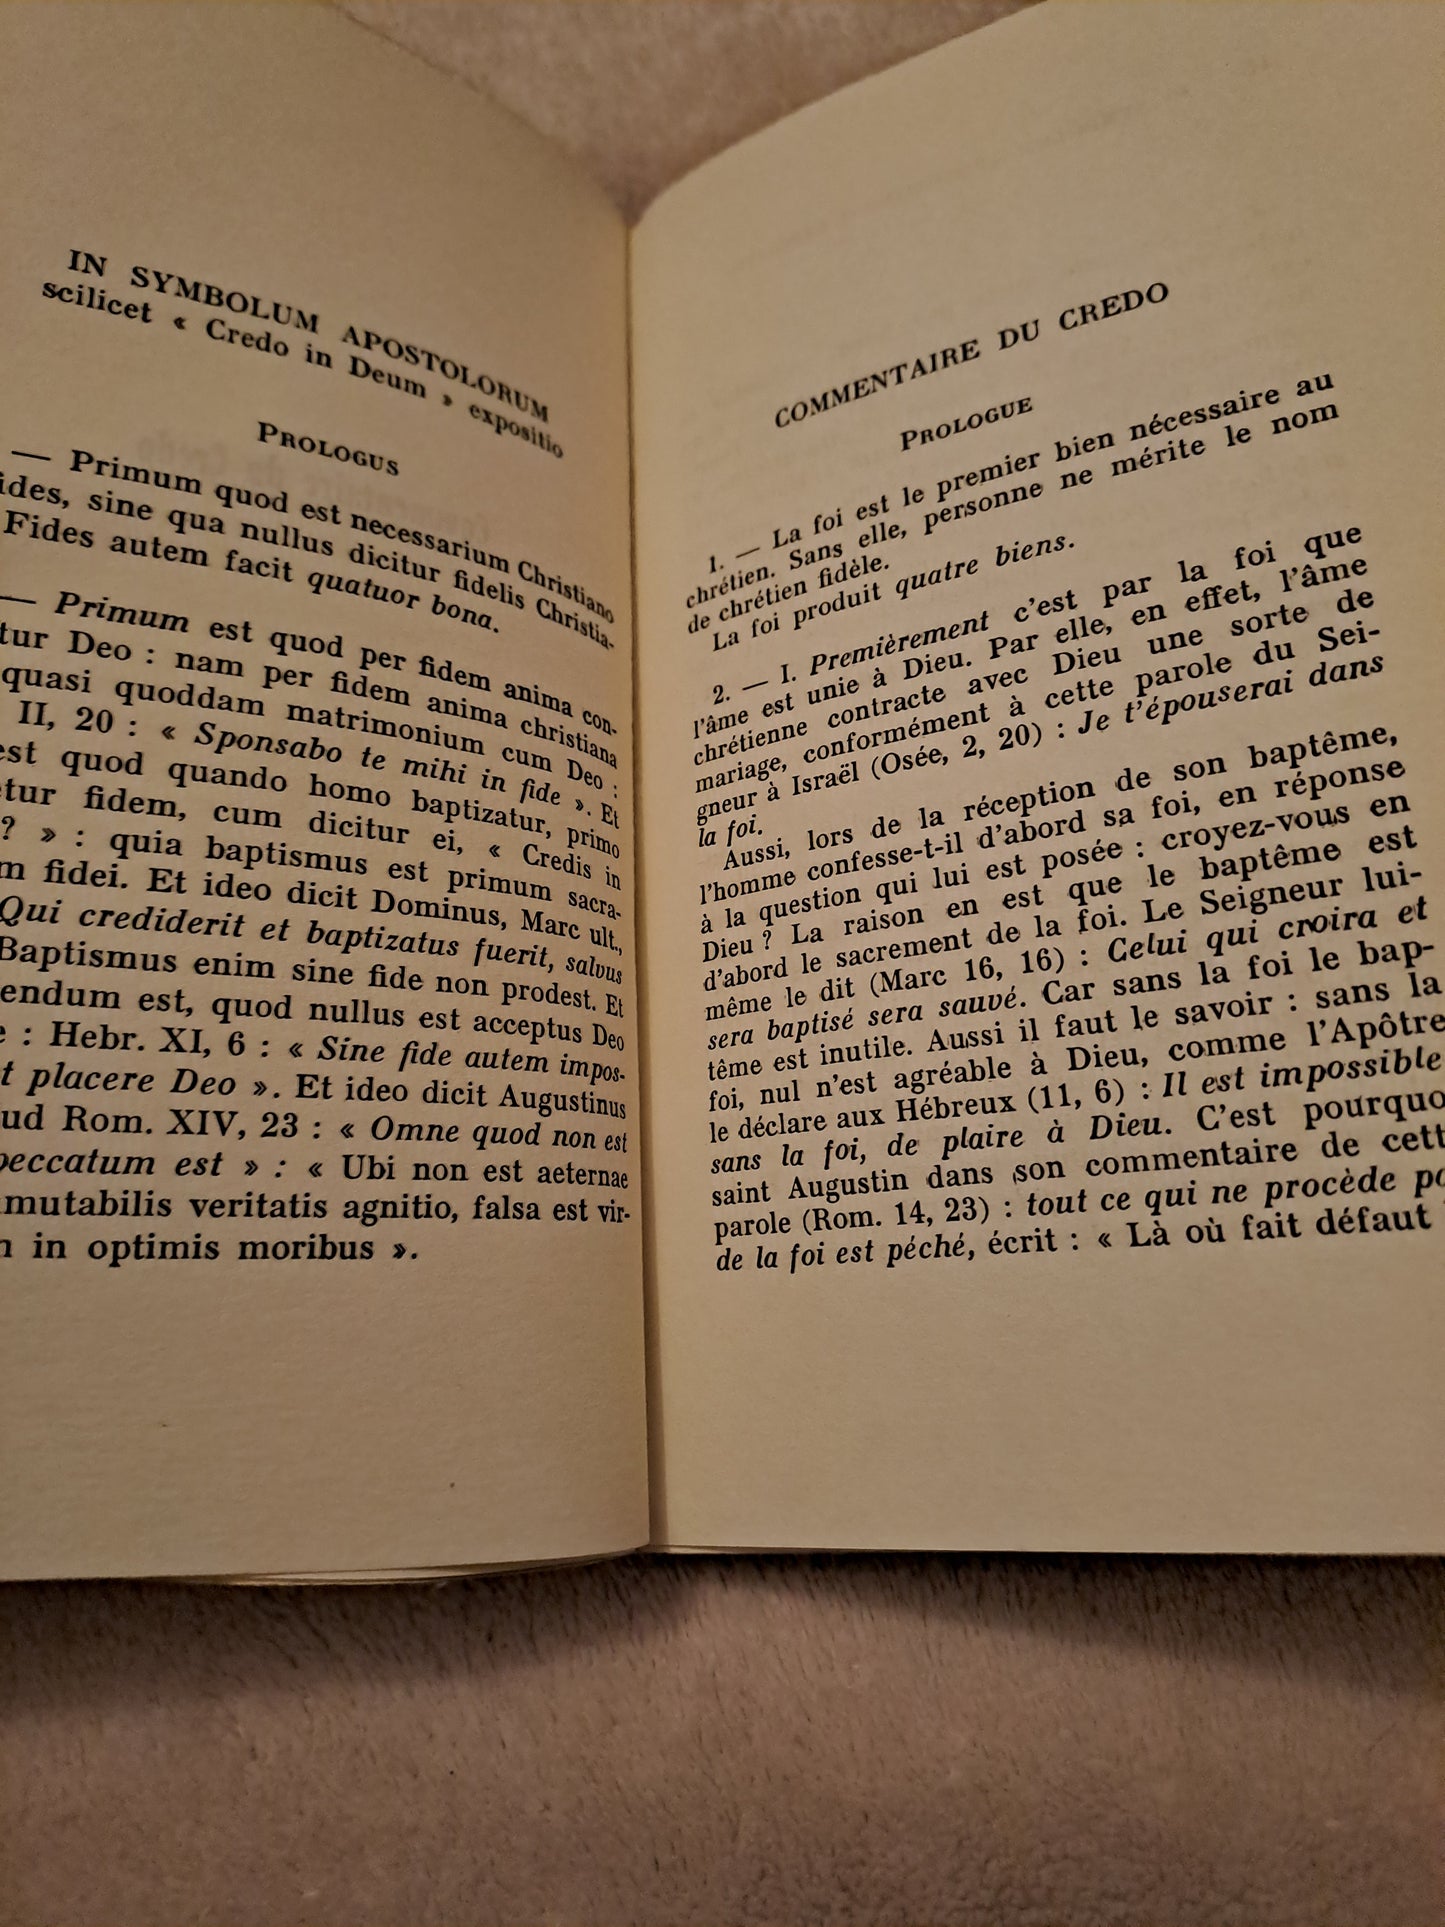 IN SYMBOLUM APOSTOLORUM
scilicet « Credo in Deum » expositio
PROLOGUS
— Primum quod est necessarium Christiano
ides, sine qua nullus dicitur fidelis Christia-
Fides autem facit quatuor bona.
— Primum est quod per fidem anima con-
tur Deo : nam per fidem anima christiana
quasi quoddam matrimonium cum Deo :
II, 20 : « Sponsabo te mihi in fide ». Et
est quod quando homo baptizatur, primo
etur fidem, cum dicitur ei, « Credis in
? » : quia baptismus est primum sacra-
m fidei. Et ideo dicit Dominus, Marc ult.,
Qui crediderit et baptizatus fuerit, salvus
Baptismus enim sine fide non prodest. Et
endum est, quod nullus est acceptus Deo
e : Hebr. XI, 6 : « Sine fide autem impos-
t placere Deo ». Et ideo dicit Augustinus
ud Rom. XIV, 23 : « Omne quod non est
peccatum est » : « Ubi non est aeternae
mutabilis veritatis agnitio, falsa est vir-
in optimis moribus ».
COMMENTAIRE DU CREDO
PROLOGUE
1. — La foi est le premier bien nécessaire au
chrétien. Sans elle, personne ne mérite le nom
de chrétien fidèle.
La foi produit quatre biens.
2. — I. Premièrement c'est par la foi que
l'âme est unie à Dieu. Par elle, en effet, l'âme
chrétienne contracte avec Dieu une sorte de
mariage, conformément à cette parole du Sei-
gneur à Israël (Osée, 2, 20) : Je t'épouserai dans
la foi.
Aussi, lors de la réception de son baptême,
l'homme confesse-t-il d'abord sa foi, en réponse
à la question qui lui est posée : croyez-vous en
Dieu ? La raison en est que le baptême est
d'abord le sacrement de la foi. Le Seigneur lui-
même le dit (Marc 16, 16) : Celui qui croira et
sera baptisé sera sauvé. Car sans la foi le bap-
tême est inutile. Aussi il faut le savoir : sans la
foi, nul n'est agréable à Dieu, comme l'Apôtre
le déclare aux Hébreux (11, 6) : Il est impossible
sans la foi, de plaire à Dieu. C'est pourquo
saint Augustin dans son commentaire de cett
parole (Rom. 14, 23) : tout ce qui ne procède pa
de la foi est péché, écrit : « Là où fait défaut